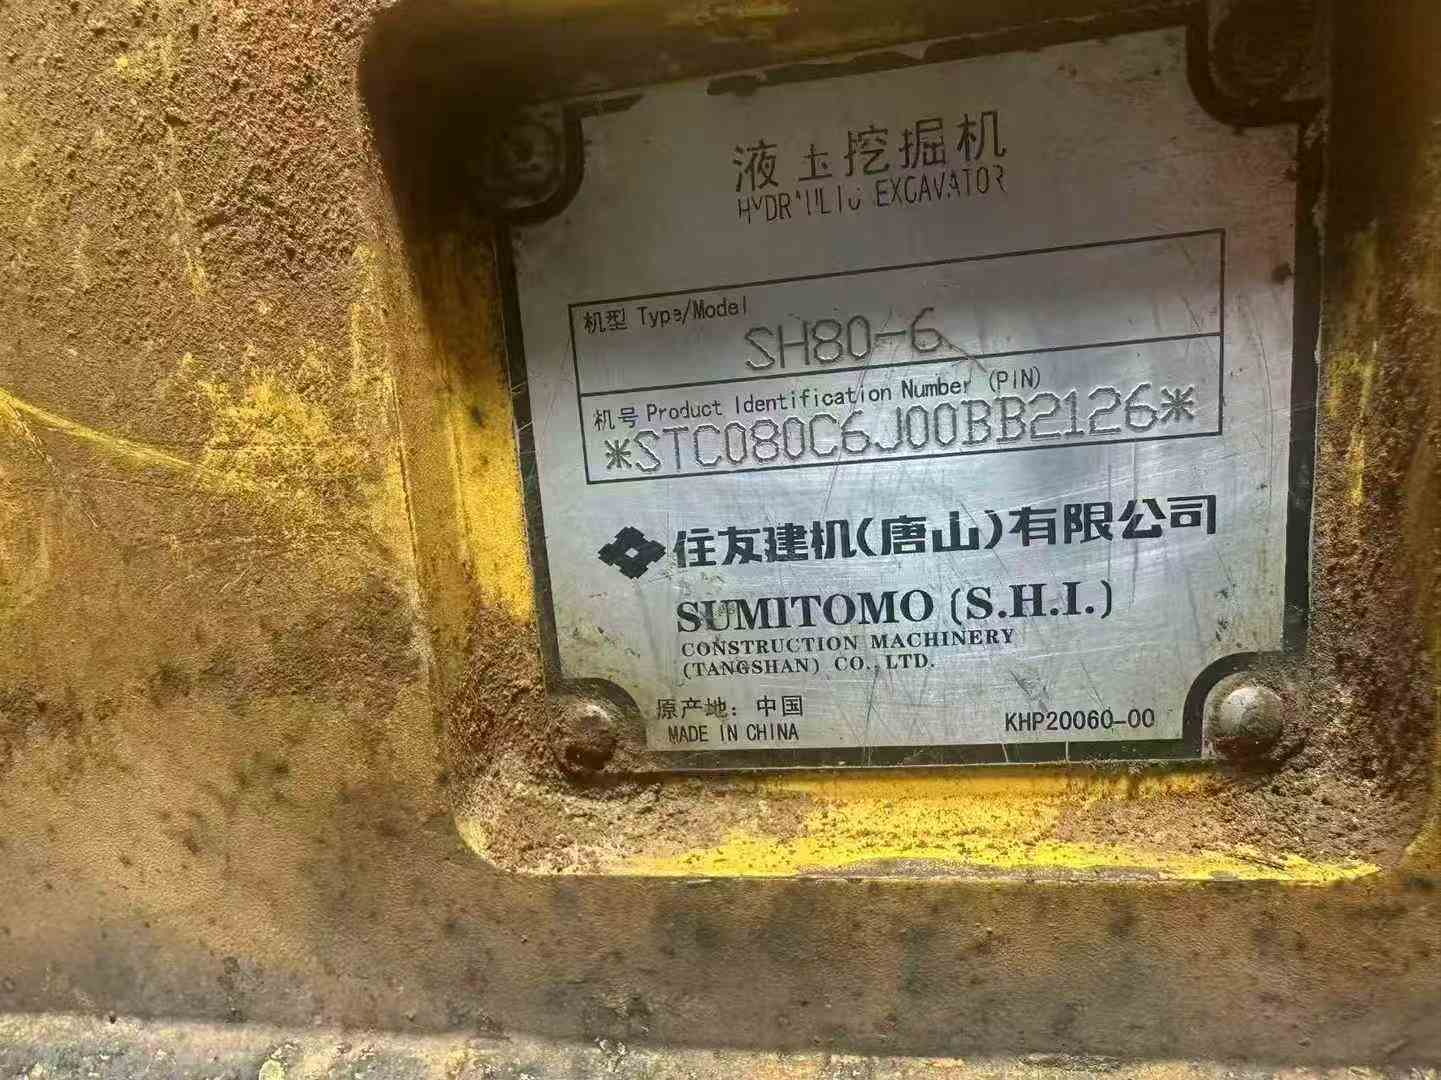 液压挖掘机
HYDRAULIC EXCAVATOR
机型 Type/Model
SH80-6
机号 Product Identification Number (PIN)
*STC080C6J00BB2126*
住友建机(唐山)有限公司
SUMITOMO (S.H.I.)
CONSTRUCTION MACHINERY
(TANGSHAN) CO., LTD.
原产地: 中国
MADE IN CHINA
KHP20060-00